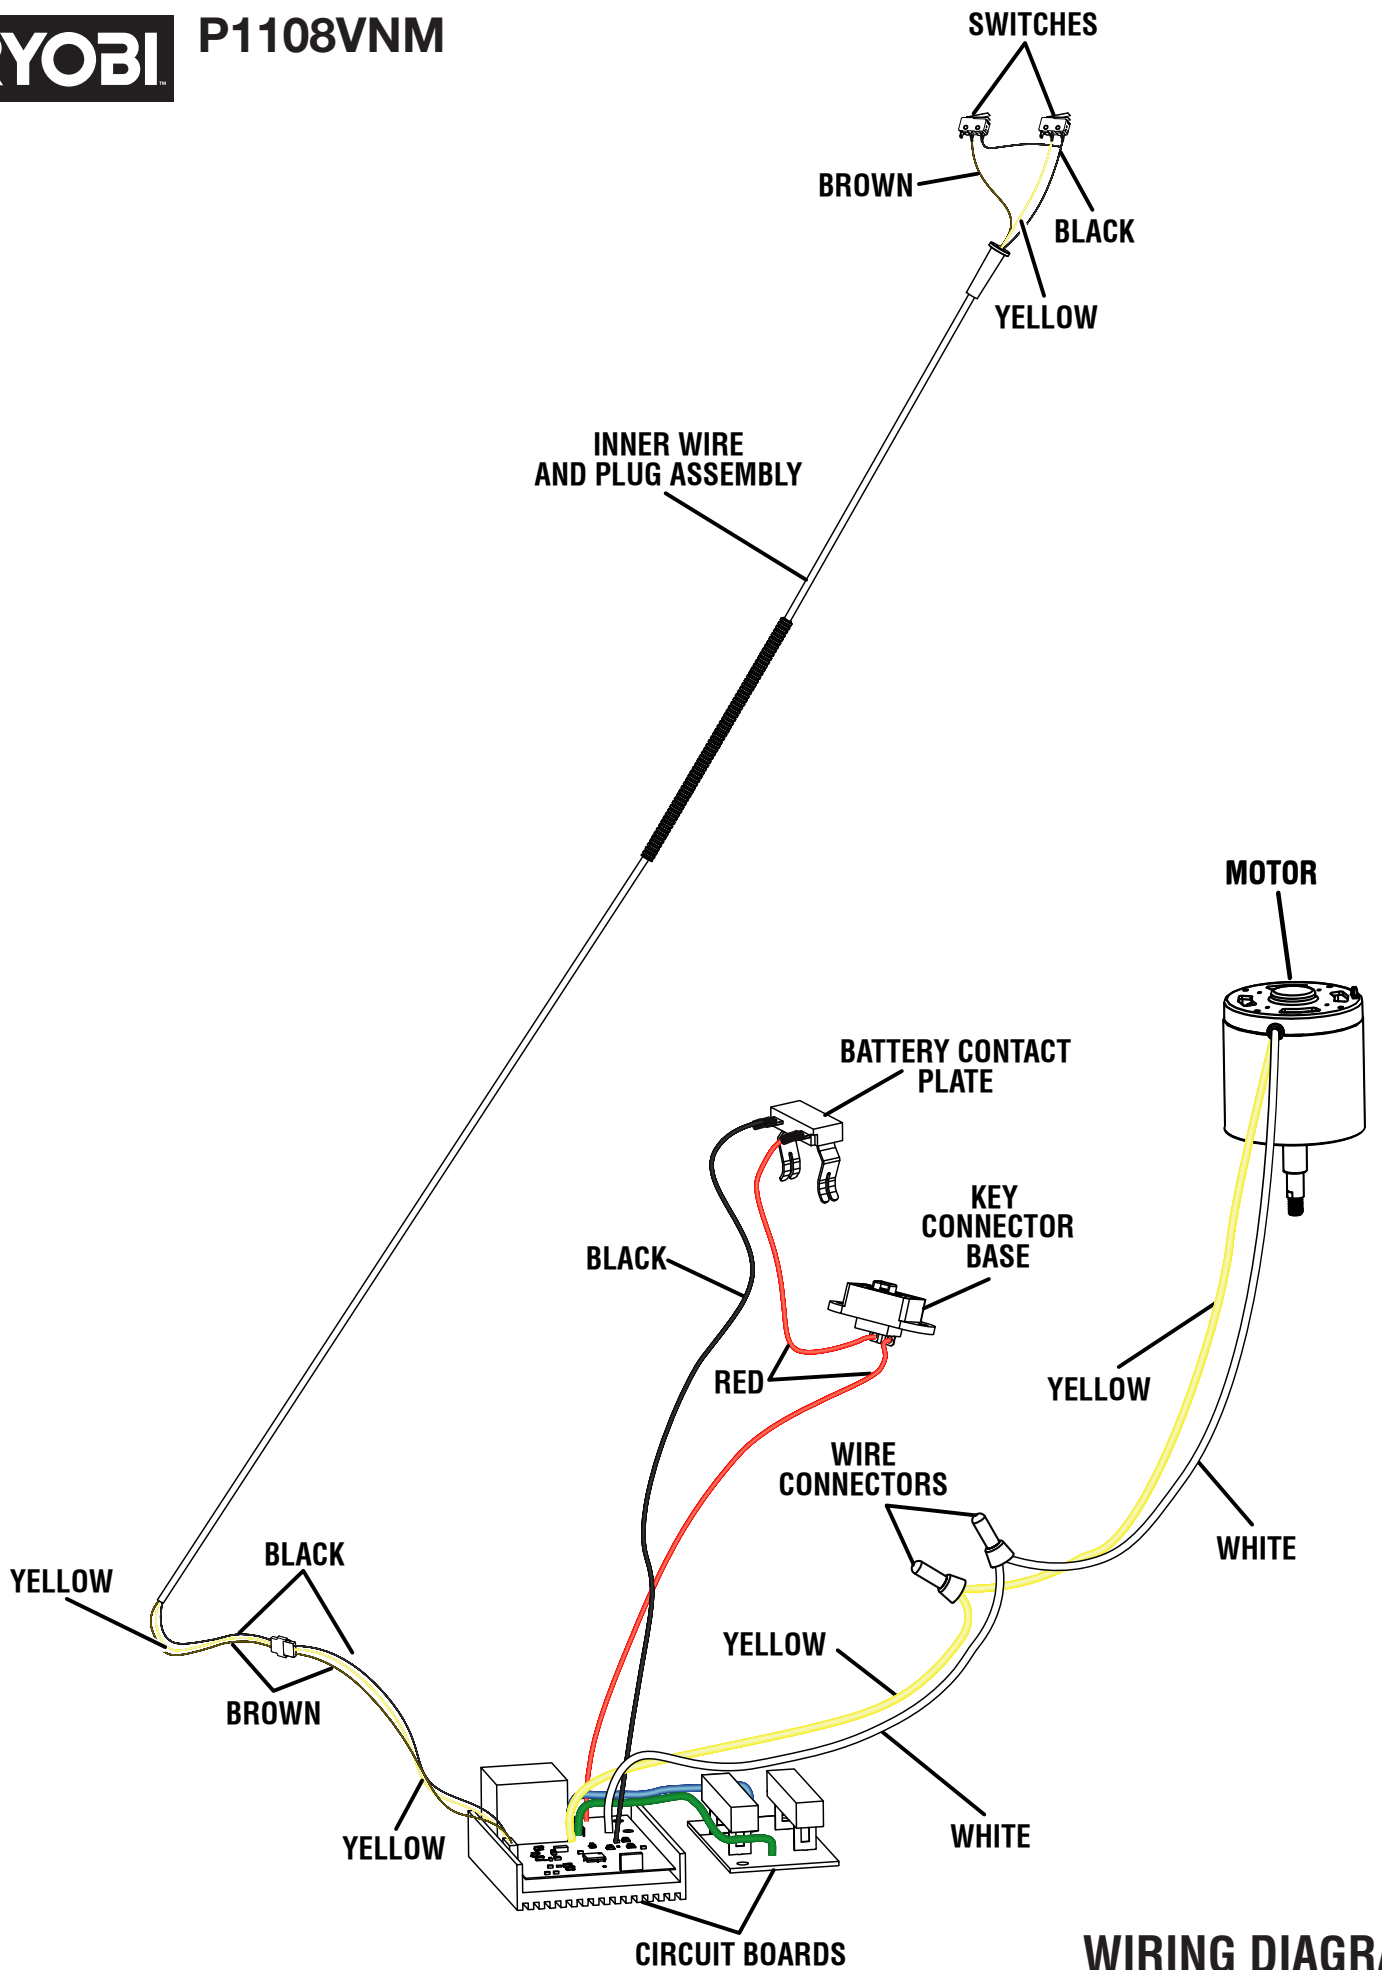 RYOBI
P1108VNM
SWITCHES
BROWN
BLACK
YELLOW
INNER WIRE
AND PLUG ASSEMBLY
MOTOR
BATTERY CONTACT
PLATE
KEY
CONNECTOR
BASE
BLACK
RED
YELLOW
WIRE
CONNECTORS
WHITE
BLACK
YELLOW
YELLOW
BROWN
YELLOW
WHITE
CIRCUIT BOARDS
WIRING